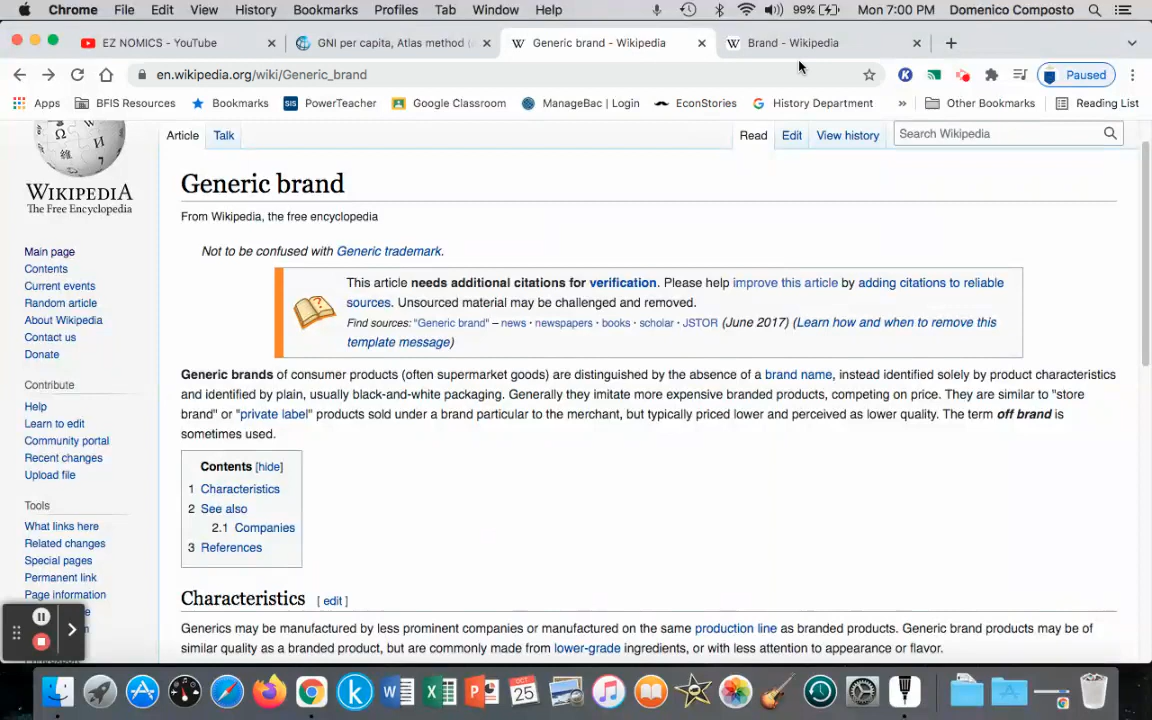 Chrome File Edit View History Bookmarks Profiles Tab Window Help 99% Mon 7:00 PM Domenico Composto
EZ NOMICS - YouTube × GNI per capita, Atlas method ( × W Generic brand - Wikipedia × W Brand - Wikipedia × +
en.wikipedia.org/wiki/Generic_brand K Paused
Apps BFIS Resources Bookmarks SIS PowerTeacher Google Classroom ManageBac | Login EconStories History Department » Other Bookmarks Reading List
WIKIPEDIA
The Free Encyclopedia
Main page
Contents
Current events
Random article
About Wikipedia
Contact us
Donate
Contribute
Help
Learn to edit
Community portal
Recent changes
Upload file
Tools
What links here
Related changes
Special pages
Permanent link
Page information
Article Talk Read Edit View history Search Wikipedia
Generic brand
From Wikipedia, the free encyclopedia
Not to be confused with Generic trademark.
This article needs additional citations for verification. Please help improve this article by adding citations to reliable
sources. Unsourced material may be challenged and removed.
Find sources: "Generic brand" – news · newspapers · books · scholar · JSTOR (June 2017) (Learn how and when to remove this
template message)
Generic brands of consumer products (often supermarket goods) are distinguished by the absence of a brand name, instead identified solely by product characteristics
and identified by plain, usually black-and-white packaging. Generally they imitate more expensive branded products, competing on price. They are similar to "store
brand" or "private label" products sold under a brand particular to the merchant, but typically priced lower and perceived as lower quality. The term off brand is
sometimes used.
Contents [hide]
1 Characteristics
2 See also
2.1 Companies
3 References
Characteristics [ edit ]
Generics may be manufactured by less prominent companies or manufactured on the same production line as branded products. Generic brand products may be of
similar quality as a branded product, but are commonly made from lower-grade ingredients, or with less attention to appearance or flavor.
OCT
25